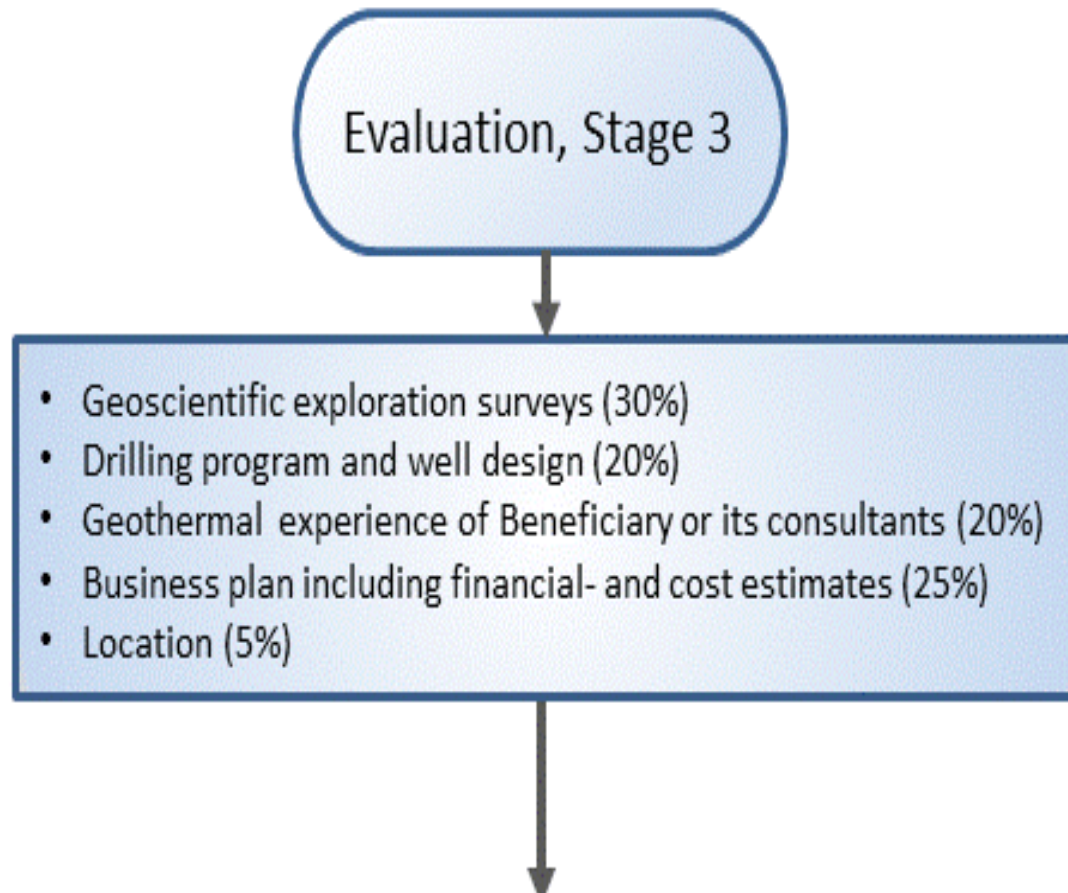 Evaluation, Stage 3
• Geoscientific exploration surveys (30%)
• Drilling program and well design (20%)
• Geothermal experience of Beneficiary or its consultants (20%)
• Business plan including financial- and cost estimates (25%)
• Location (5%)